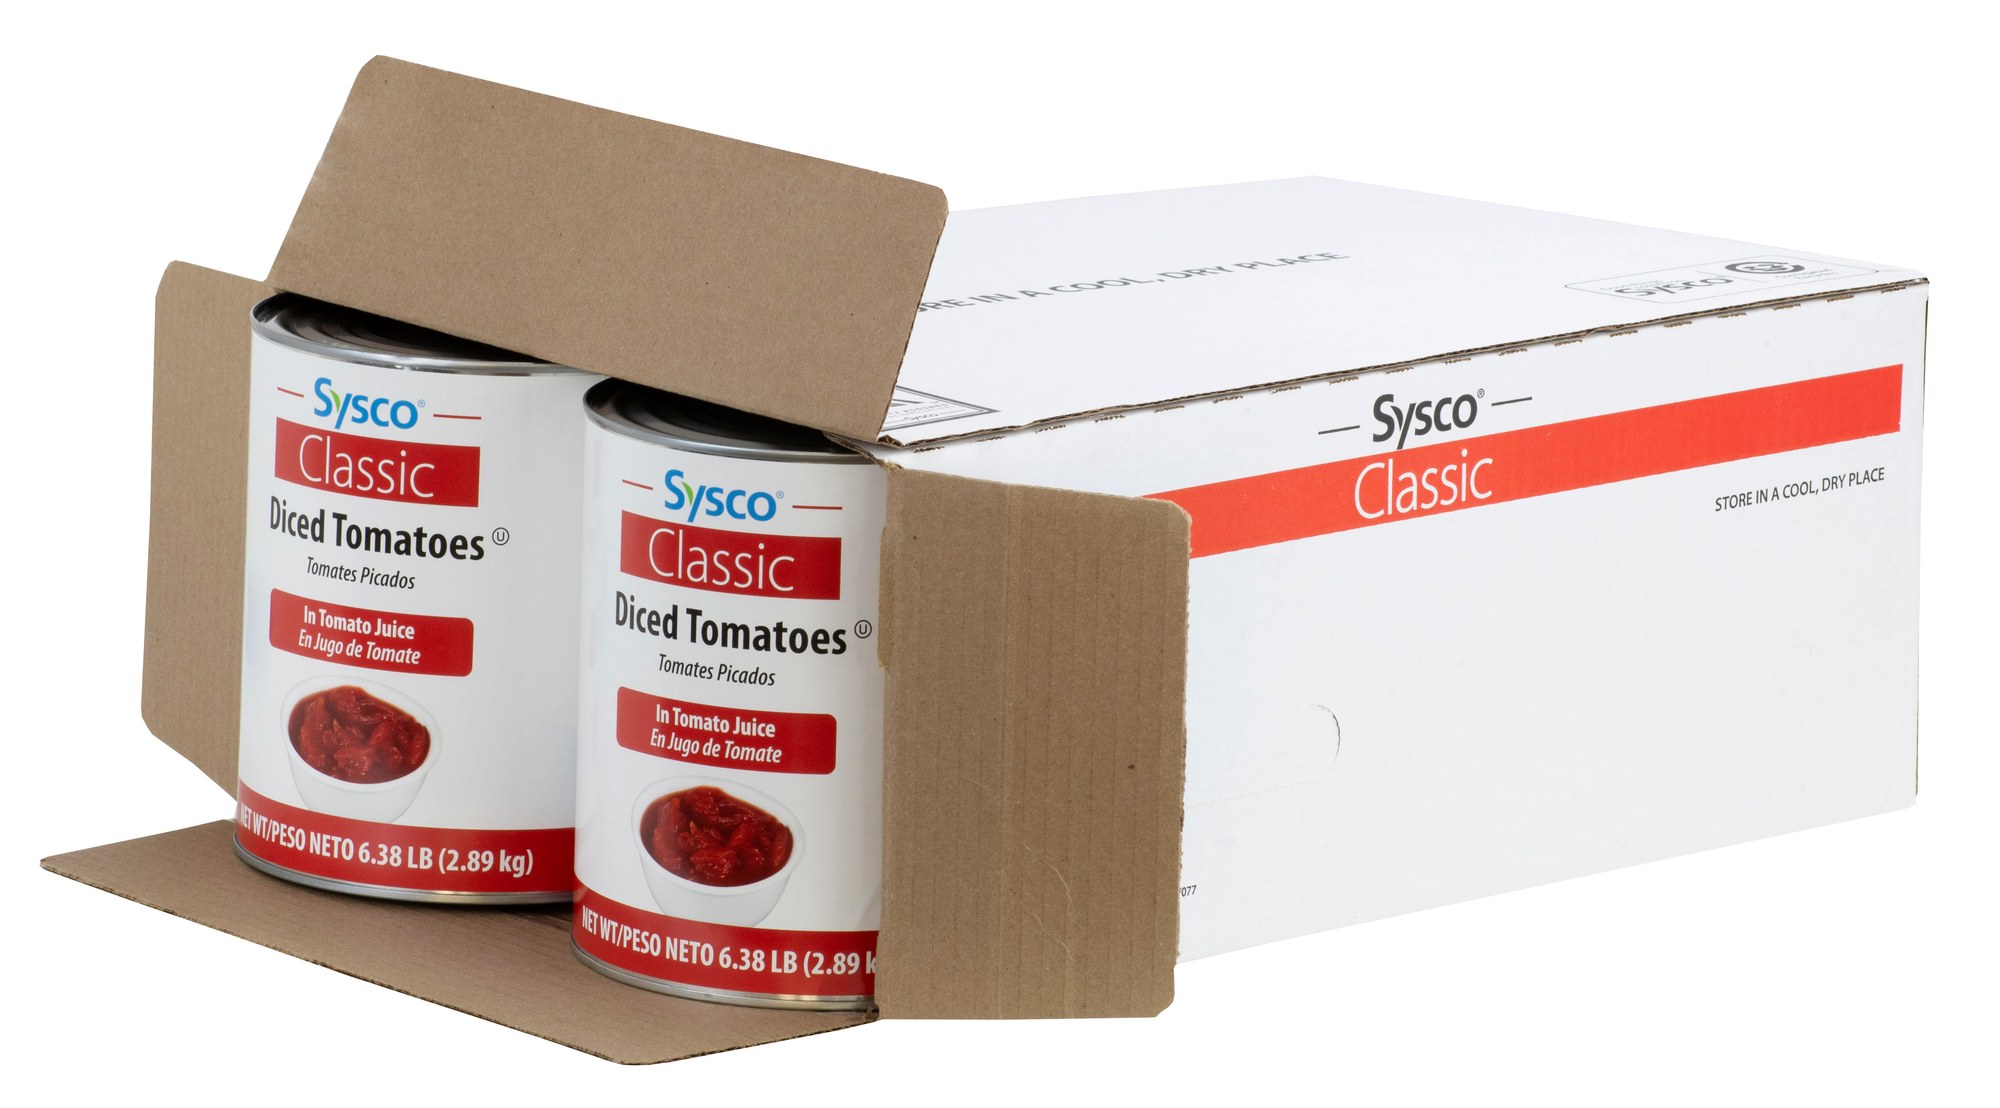 Sysco®
Classic
Diced Tomatoes Ⓤ
Tomates Picados
In Tomato Juice
En Jugo de Tomate
NET WT/PESO NETO 6.38 LB (2.89 kg)
Sysco®
Classic
Diced Tomatoes Ⓤ
Tomates Picados
In Tomato Juice
En Jugo de Tomate
NET WT/PESO NETO 6.38 LB (2.89 k
IN A COOL, DRY PLACE
Sysco
Sysco®
Classic
STORE IN A COOL, DRY PLACE
077